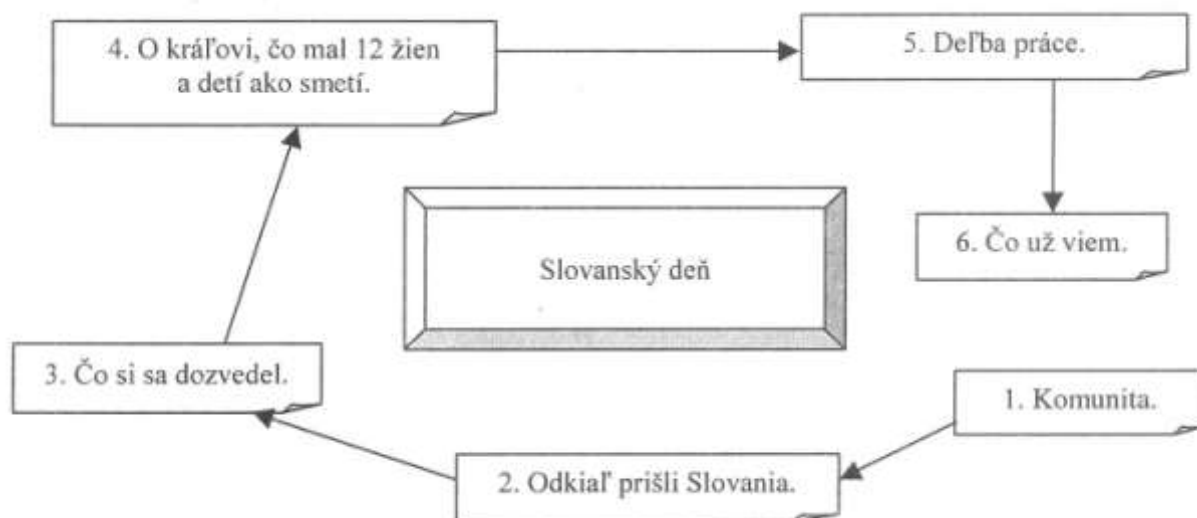 4. O kráľovi, čo mal 12 žien
a detí ako smetí.
5. Deľba práce.
6. Čo už viem.
Slovanský deň
3. Čo si sa dozvedel.
1. Komunita.
2. Odkiaľ prišli Slovania.